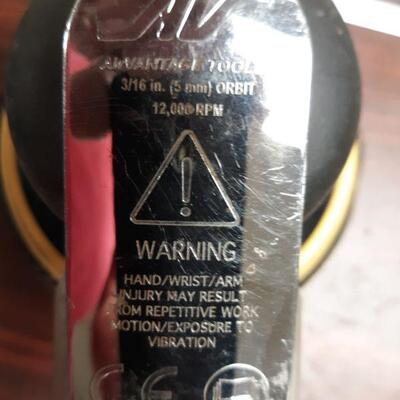 ADVANTAGE TOOL
3/16 in. (5 mm) ORBIT
12,000 RPM
WARNING
HAND/WRIST/ARM
INJURY MAY RESULT
FROM REPETITIVE WORK
MOTION/EXPOSURE TO
VIBRATION
CE